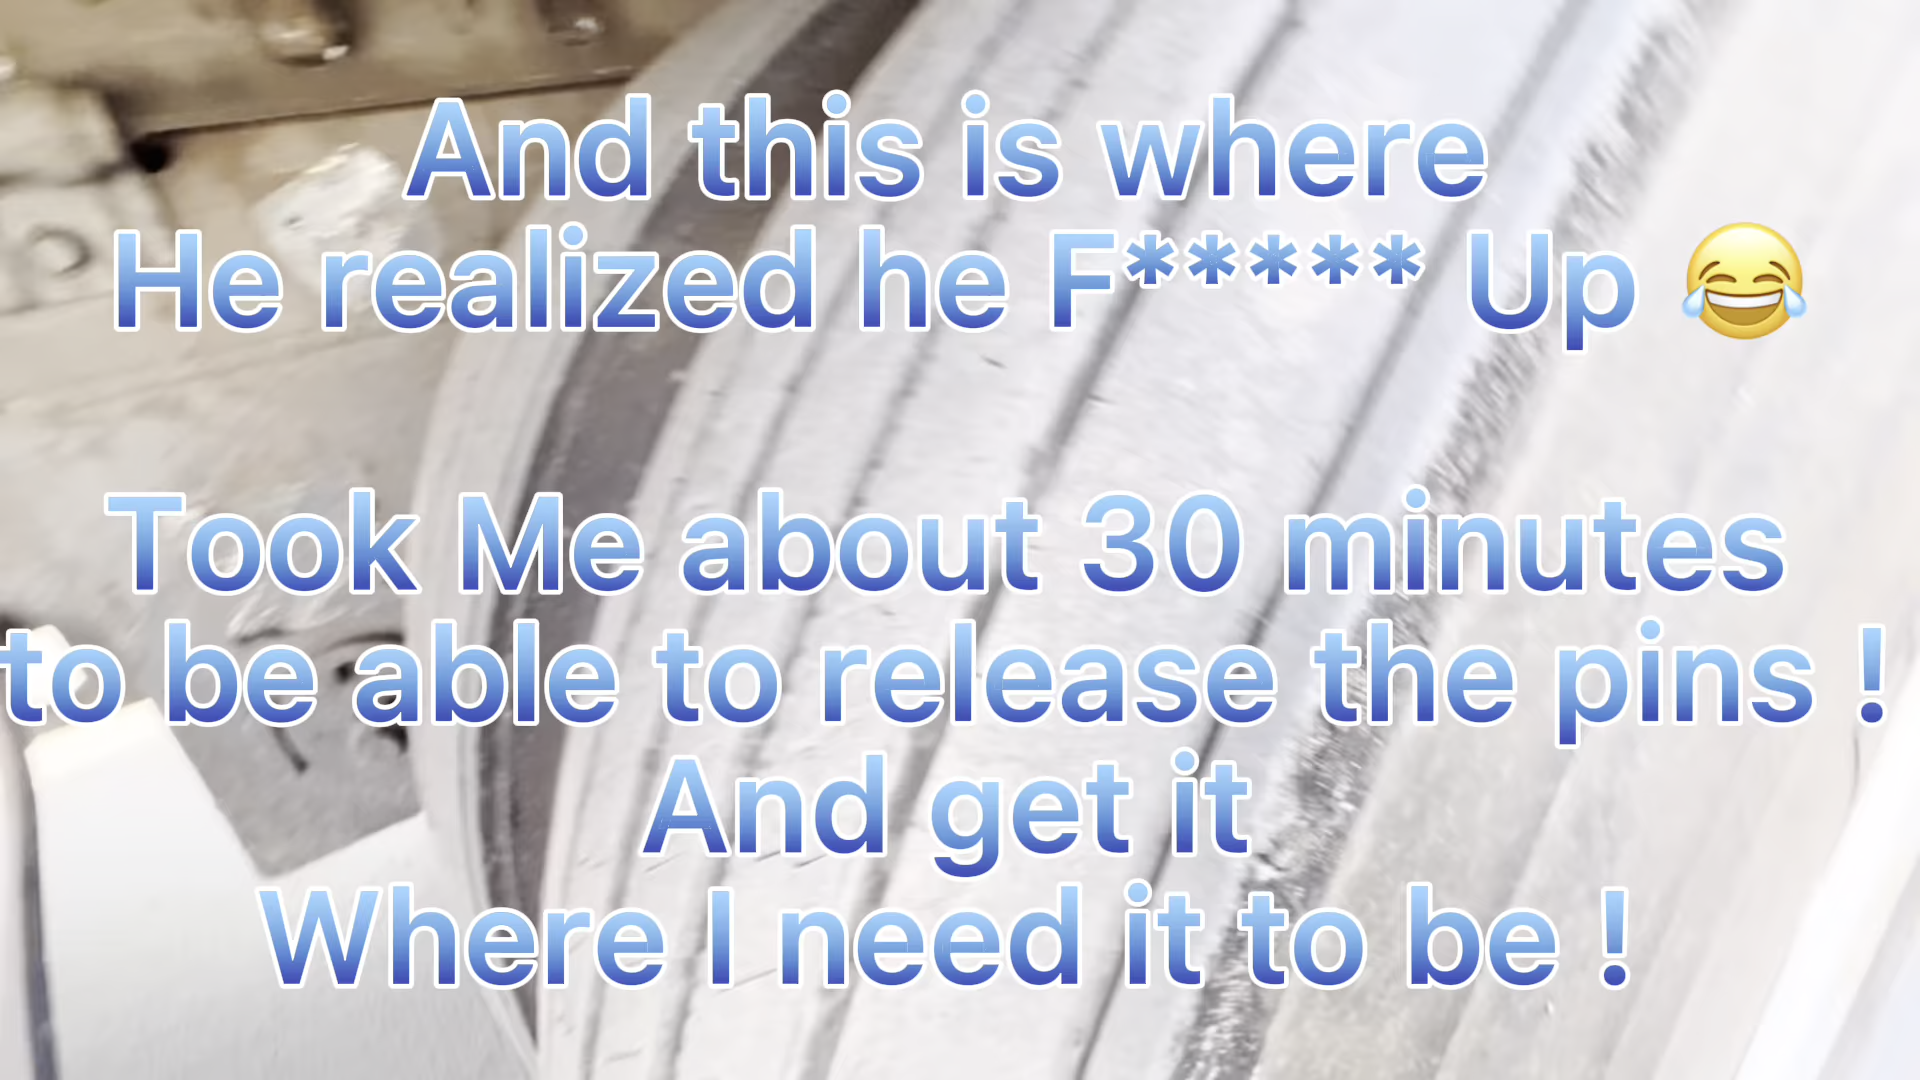 And this is where
He realized he F***** Up 😂
Took Me about 30 minutes
to be able to release the pins !
And get it
Where I need it to be !